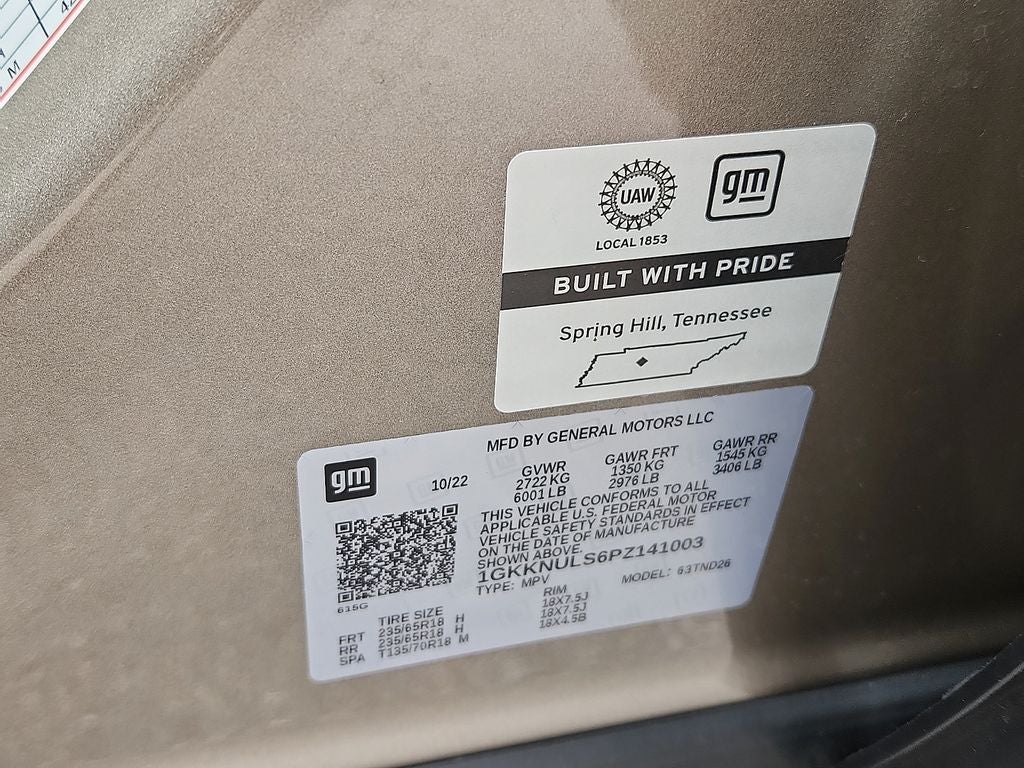 42
M
UAW
LOCAL 1853
gm
BUILT WITH PRIDE
Spring Hill, Tennessee
MFD BY GENERAL MOTORS LLC
gm
10/22
GVWR
2722 KG
6001 LB
GAWR FRT
1350 KG
2976 LB
GAWR RR
1545 KG
3406 LB
THIS VEHICLE CONFORMS TO ALL
APPLICABLE U.S. FEDERAL MOTOR
VEHICLE SAFETY STANDARDS IN EFFECT
ON THE DATE OF MANUFACTURE
SHOWN ABOVE.
1GKKNULS6PZ141003
TYPE: MPV
MODEL: 63TND26
615G
TIRE SIZE
RIM
FRT 235/65R18 H 18X7.5J
RR 235/65R18 H 18X7.5J
SPA T135/70R18 M 18X4.5B